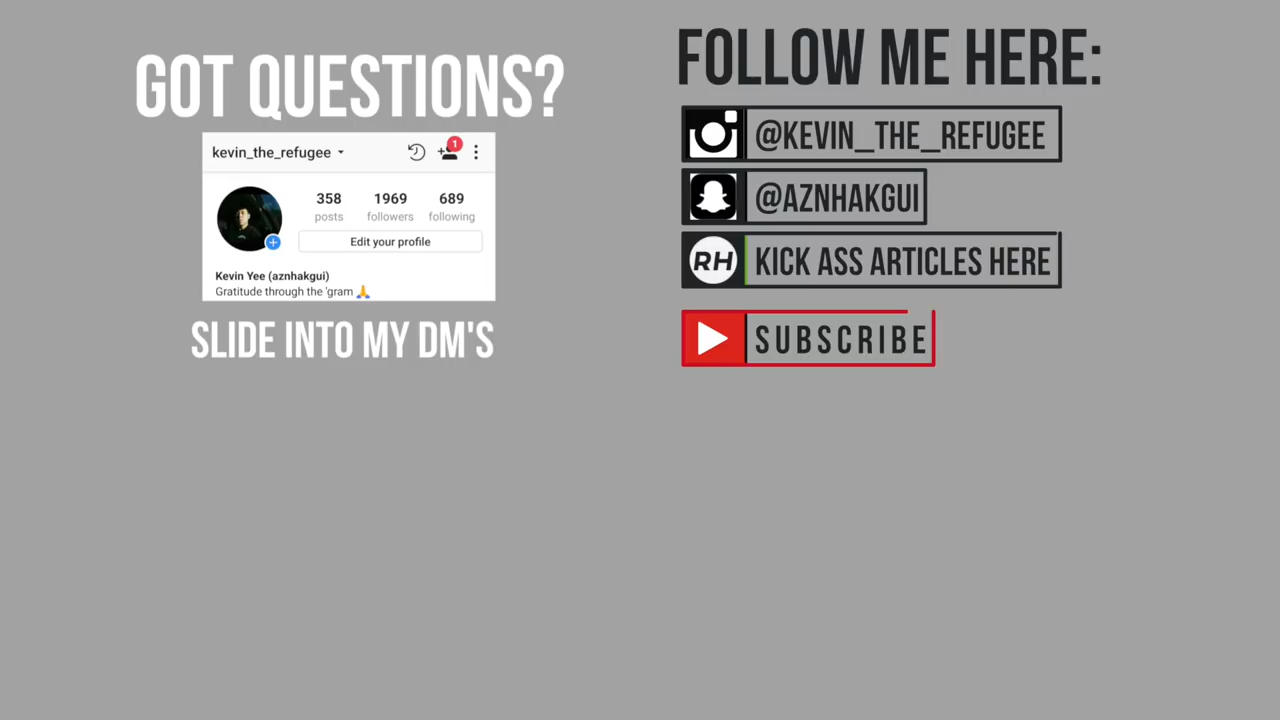 GOT QUESTIONS?
kevin_the_refugee
1
358
1969
689
posts
followers
following
Edit your profile
Kevin Yee (aznhakgui)
Gratitude through the 'gram 🙏
SLIDE INTO MY DM'S
FOLLOW ME HERE:
@KEVIN_THE_REFUGEE
@AZNHAKGUI
RH
KICK ASS ARTICLES HERE
SUBSCRIBE